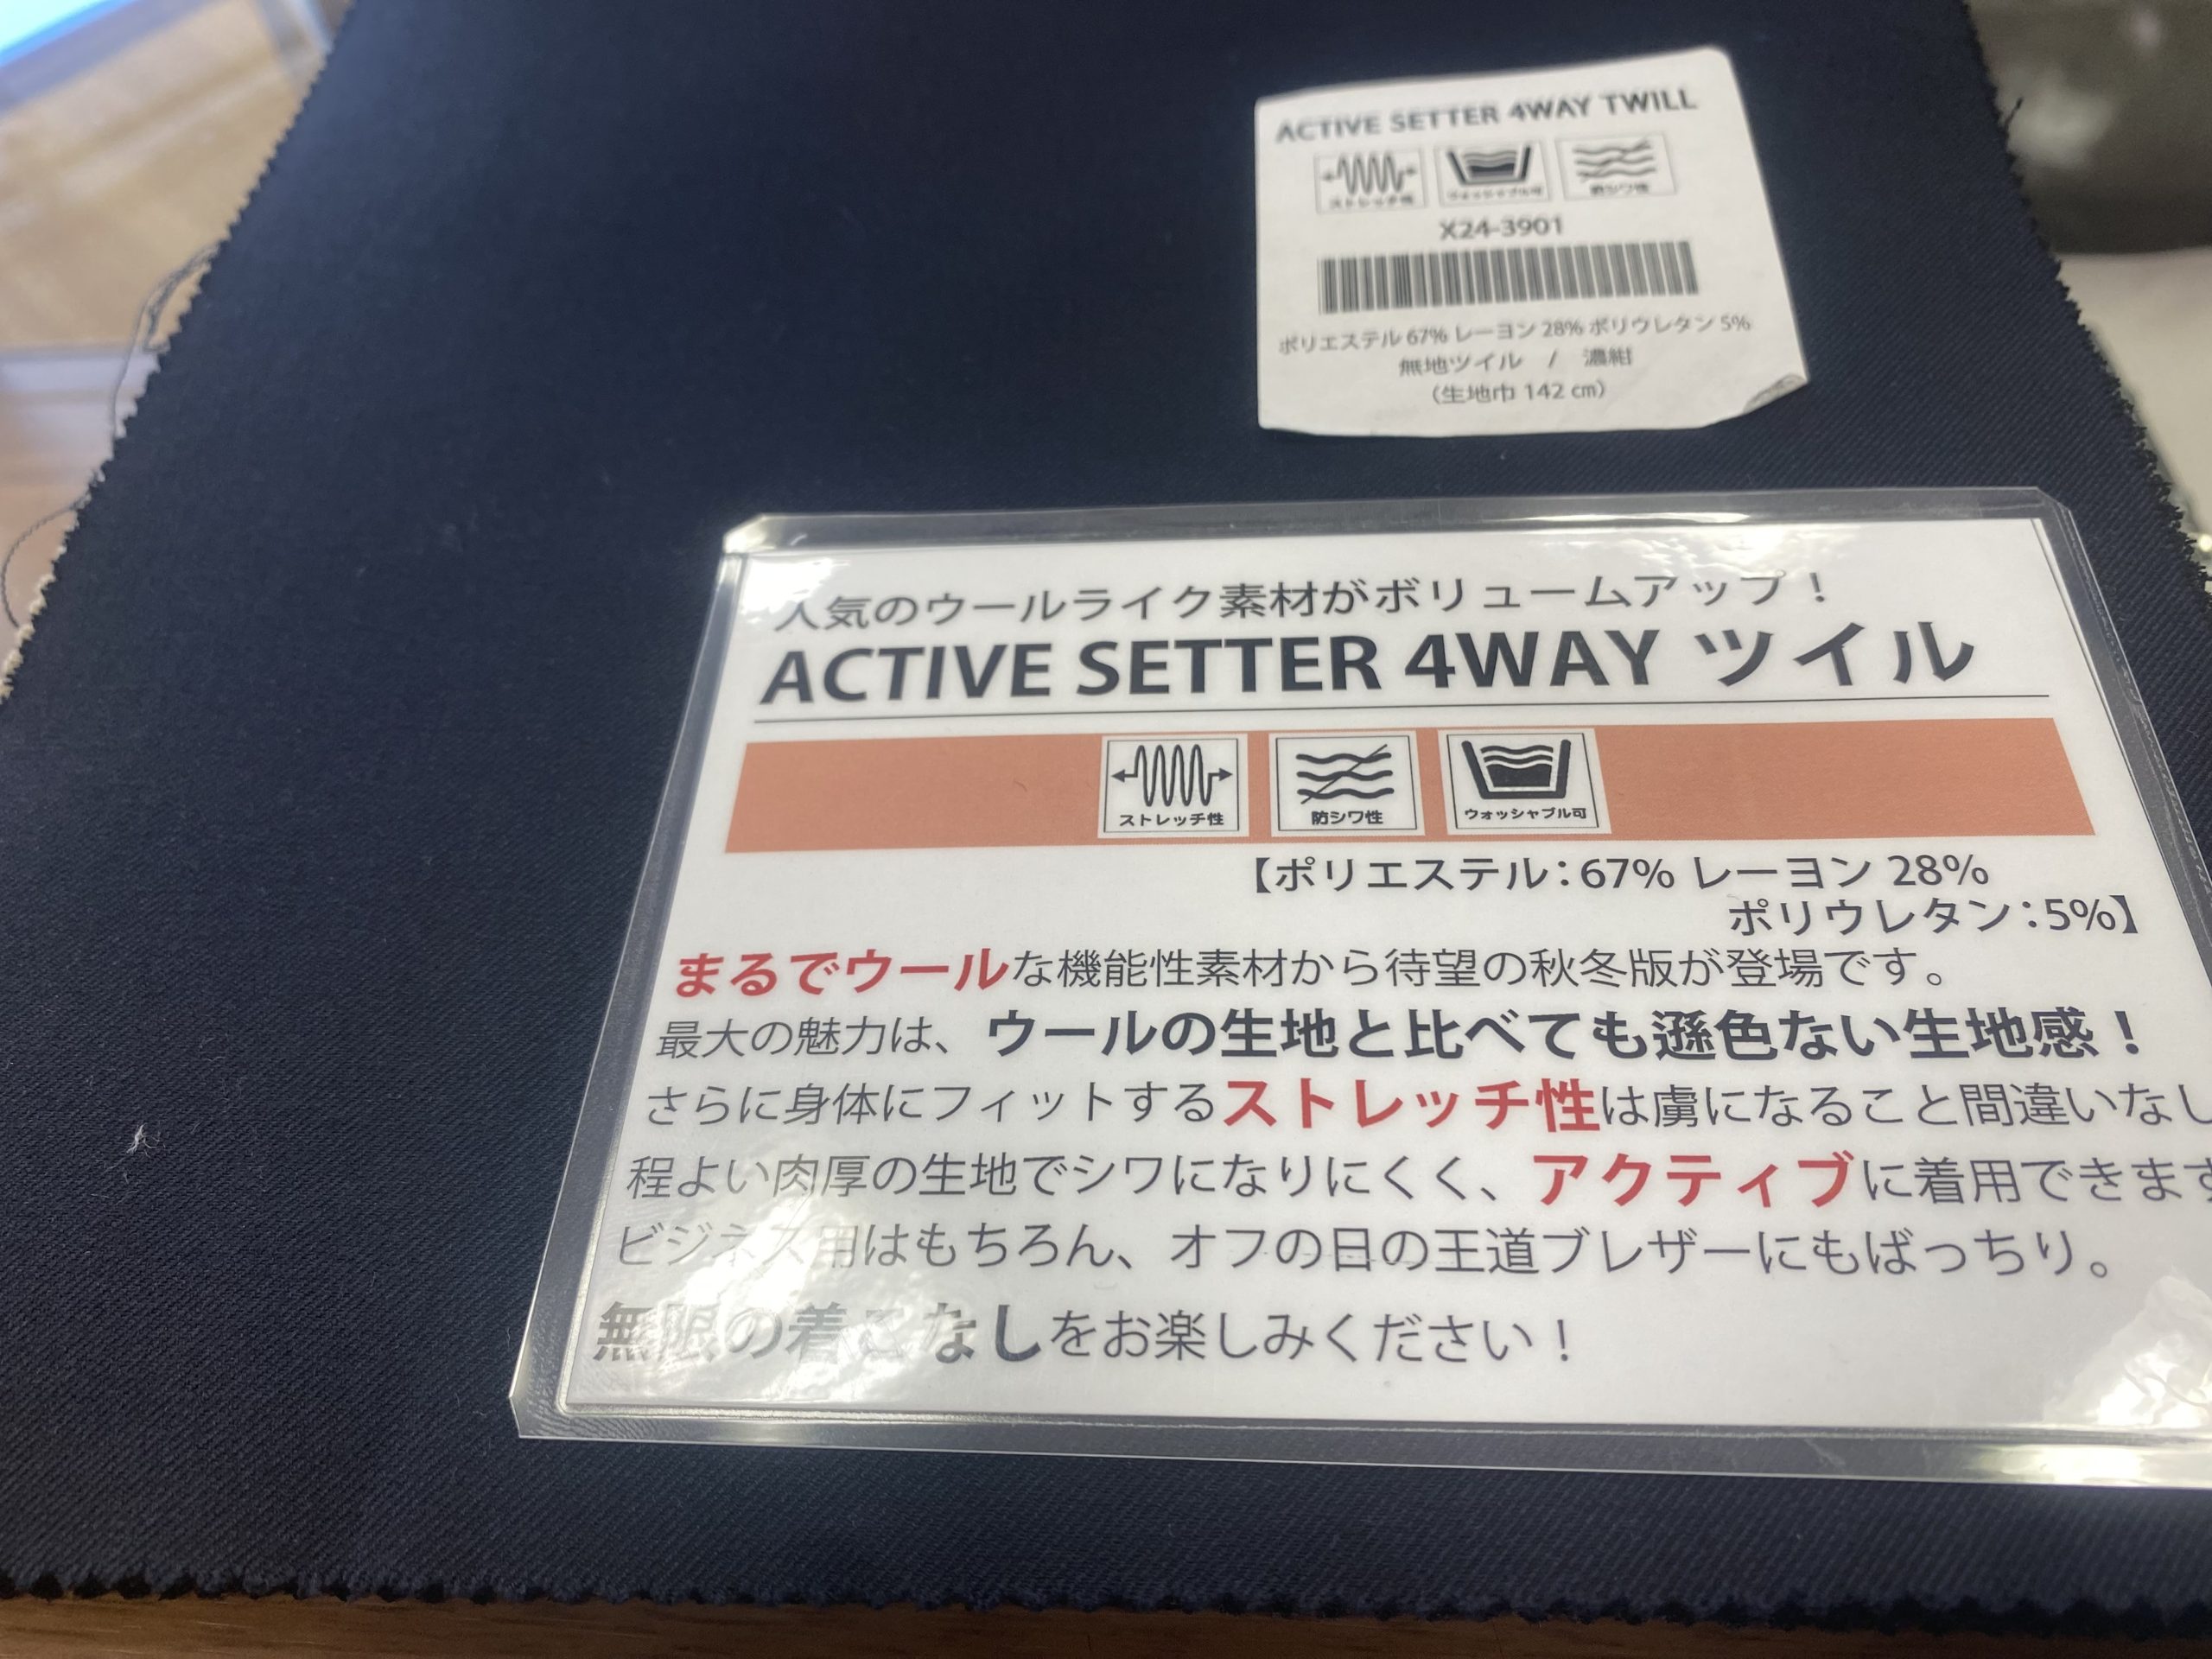 ACTIVE SETTER 4WAY TWILL
ストレッチ性 ウォッシャブル可 防シワ性
X24-3901
ポリエステル 67% レーヨン 28% ポリウレタン 5%
無地ツイル / 濃紺
(生地巾 142 ㎝)
人気のウールライク素材がボリュームアップ！
ACTIVE SETTER 4WAY ツイル
ストレッチ性 防シワ性 ウォッシャブル可
【ポリエステル：67% レーヨン 28%
ポリウレタン：5%】
まるでウールな機能性素材から待望の秋冬版が登場です。
最大の魅力は、ウールの生地と比べても遜色ない生地感！
さらに身体にフィットするストレッチ性は虜になること間違いなし
程よい肉厚の生地でシワになりにくく、アクティブに着用できます
ビジネス用はもちろん、オフの日の王道ブレザーにもばっちり。
無限の着こなしをお楽しみください！